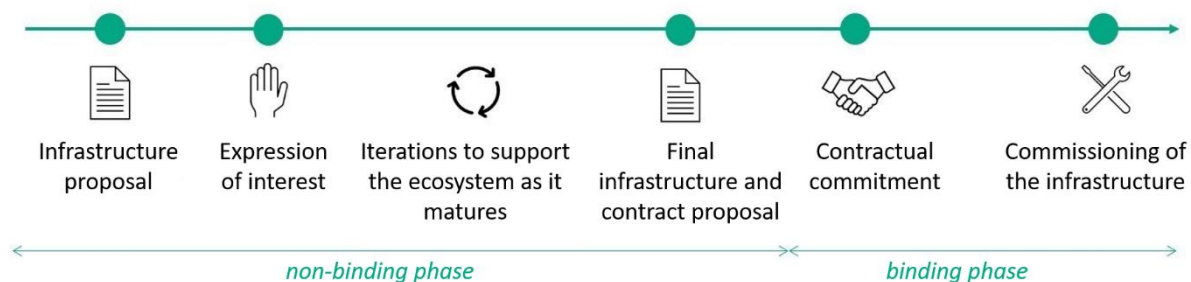 Infrastructure
proposal
Expression
of interest
Iterations to support
the ecosystem as it
matures
Final
infrastructure and
contract proposal
Contractual
commitment
Commissioning of
the infrastructure
non-binding phase
binding phase